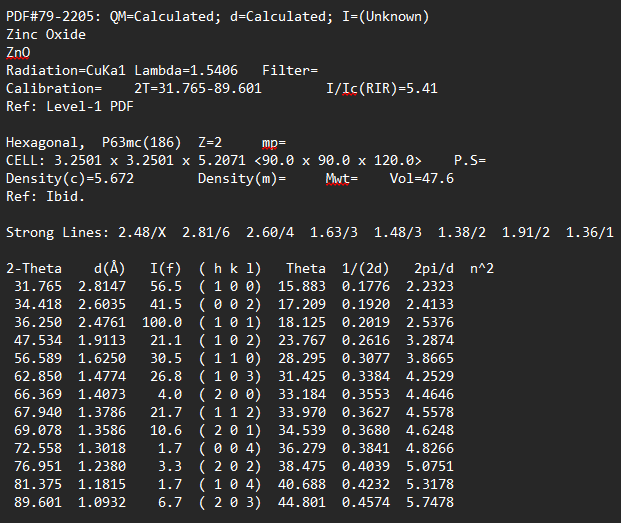 PDF#79-2205: QM=Calculated; d=Calculated; I=(Unknown)
Zinc Oxide
ZnO
Radiation=CuKa1 Lambda=1.5406   Filter=
Calibration=    2T=31.765-89.601        I/Ic(RIR)=5.41
Ref: Level-1 PDF

Hexagonal,  P63mc(186)  Z=2     mp=
CELL: 3.2501 x 3.2501 x 5.2071 <90.0 x 90.0 x 120.0>    P.S=
Density(c)=5.672        Density(m)=     Mwt=    Vol=47.6
Ref: Ibid.

Strong Lines: 2.48/X  2.81/6  2.60/4  1.63/3  1.48/3  1.38/2  1.91/2  1.36/1

2-Theta    d(Å)   I(f)  ( h k l)   Theta  1/(2d)   2pi/d  n^2
31.765  2.8147   56.5  ( 1 0 0)  15.883  0.1776  2.2323
34.418  2.6035   41.5  ( 0 0 2)  17.209  0.1920  2.4133
36.250  2.4761  100.0  ( 1 0 1)  18.125  0.2019  2.5376
47.534  1.9113   21.1  ( 1 0 2)  23.767  0.2616  3.2874
56.589  1.6250   30.5  ( 1 1 0)  28.295  0.3077  3.8665
62.850  1.4774   26.8  ( 1 0 3)  31.425  0.3384  4.2529
66.369  1.4073    4.0  ( 2 0 0)  33.184  0.3553  4.4646
67.940  1.3786   21.7  ( 1 1 2)  33.970  0.3627  4.5578
69.078  1.3586   10.6  ( 2 0 1)  34.539  0.3680  4.6248
72.558  1.3018    1.7  ( 0 0 4)  36.279  0.3841  4.8266
76.951  1.2380    3.3  ( 2 0 2)  38.475  0.4039  5.0751
81.375  1.1815    1.7  ( 1 0 4)  40.688  0.4232  5.3178
89.601  1.0932    6.7  ( 2 0 3)  44.801  0.4574  5.7478